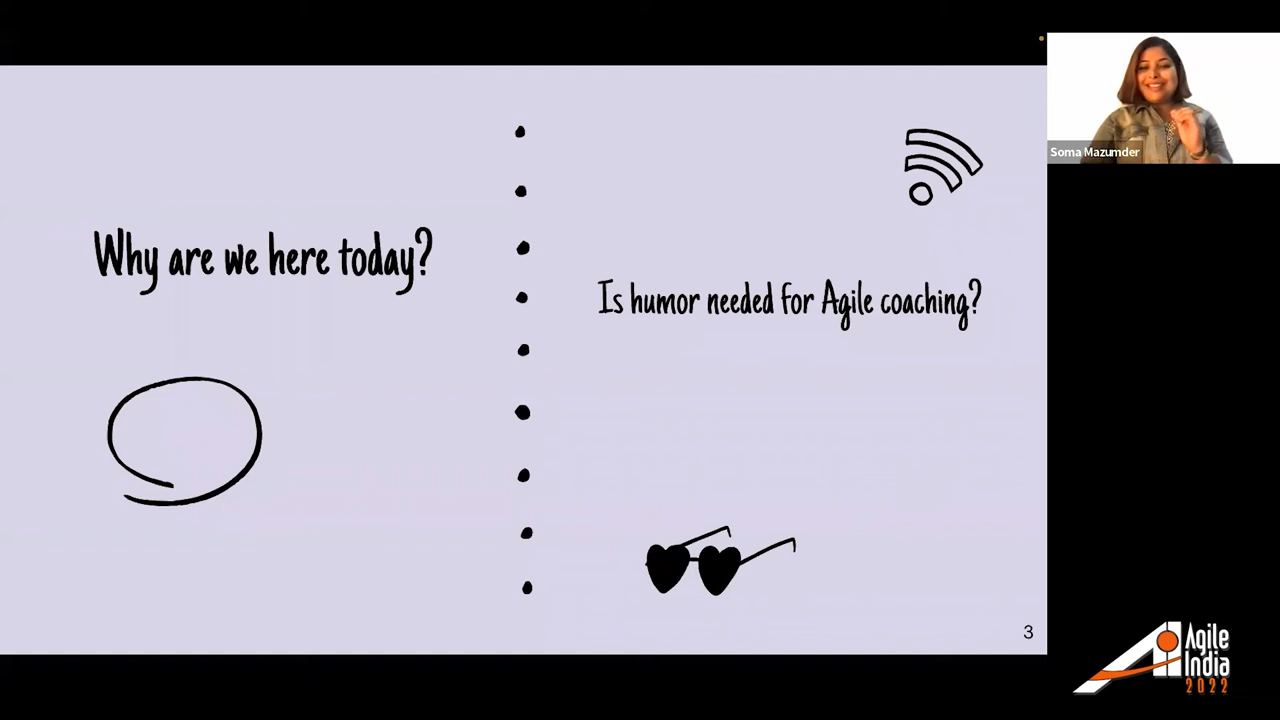 Why are we here today?
Is humor needed for Agile coaching?
3
Soma Mazumder
Agile
India
2022